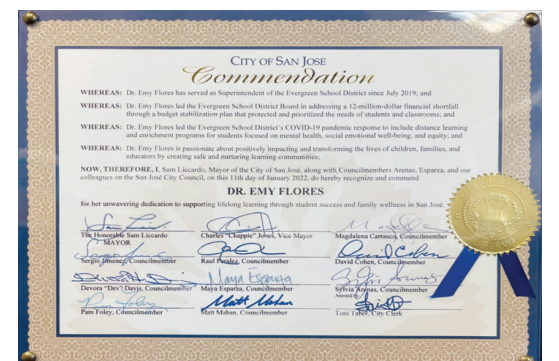 CITY OF SAN JOSE
Commendation
WHEREAS: Dr. Emy Flores has served as Superintendent of the Evergreen School District since July 2019; and
WHEREAS: Dr. Emy Flores led the Evergreen School District Board in addressing a 12-million-dollar financial shortfall
through a budget stabilization plan that protected and prioritized the needs of students and classrooms; and
WHEREAS: Dr. Emy Flores led the Evergreen School District's COVID-19 pandemic response to include distance learning
and enrichment programs for students focused on mental health, social emotional well-being, and equity; and
WHEREAS: Dr. Emy Flores is passionate about positively impacting and transforming the lives of children, families, and
educators by creating safe and nurturing learning communities;
NOW, THEREFORE, I, Sam Liccardo, Mayor of the City of San José, along with Councilmembers Arenas, Esparza, and our
colleagues on the San José City Council, on this 11th day of January 2022, do hereby recognize and commend
DR. EMY FLORES
for her unwavering dedication to supporting lifelong learning through student success and family wellness in San José.
The Honorable Sam Liccardo Charles "Chappie" Jones, Vice Mayor Magdalena Carrasco, Councilmember
MAYOR
Sergio Jimenez, Councilmember Raul Peralez, Councilmember David Cohen, Councilmember
Devora "Dev" Davis, Councilmember Maya Esparza, Councilmember Sylvia Arenas, Councilmember
Attested By
Pam Foley, Councilmember Matt Mahan, Councilmember Toni Taber, City Clerk